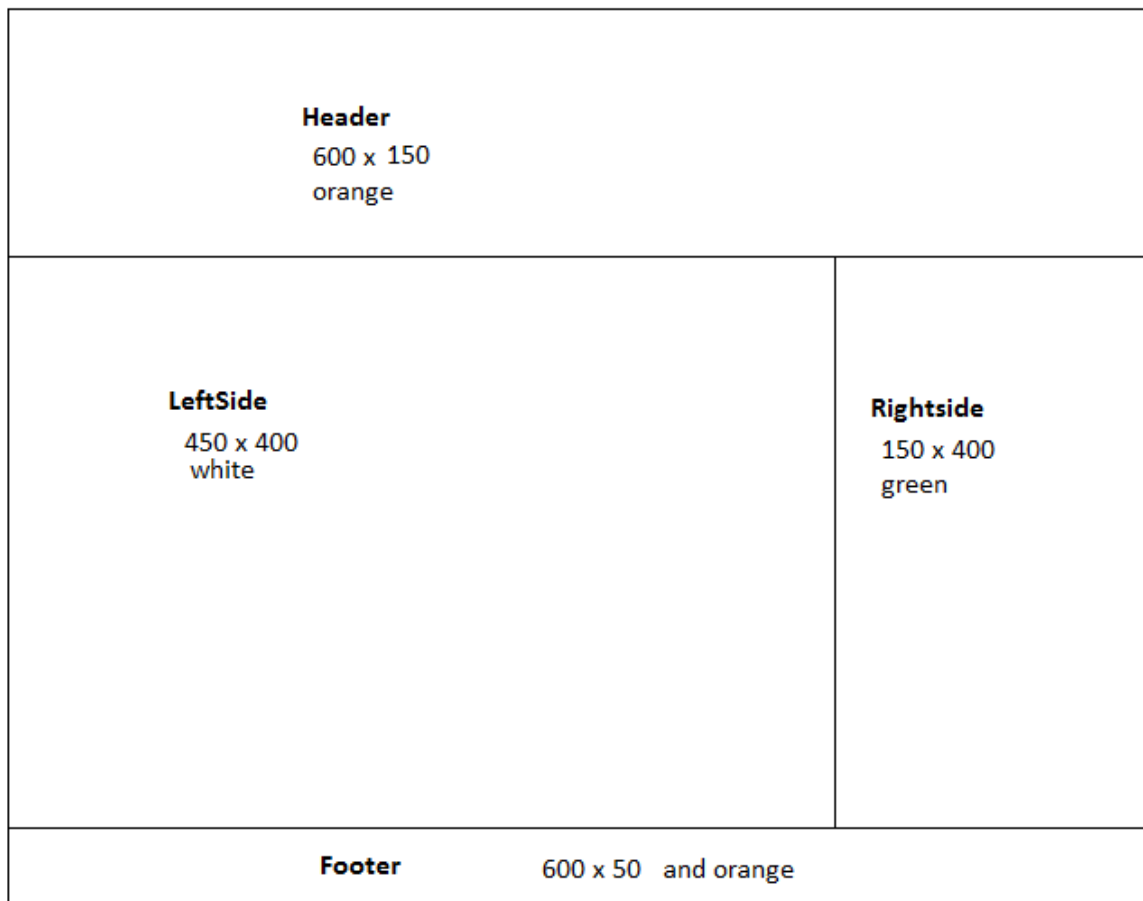 Header
600 x 150
orange
LeftSide
450 x 400
white
Rightside
150 x 400
green
Footer 600 x 50 and orange